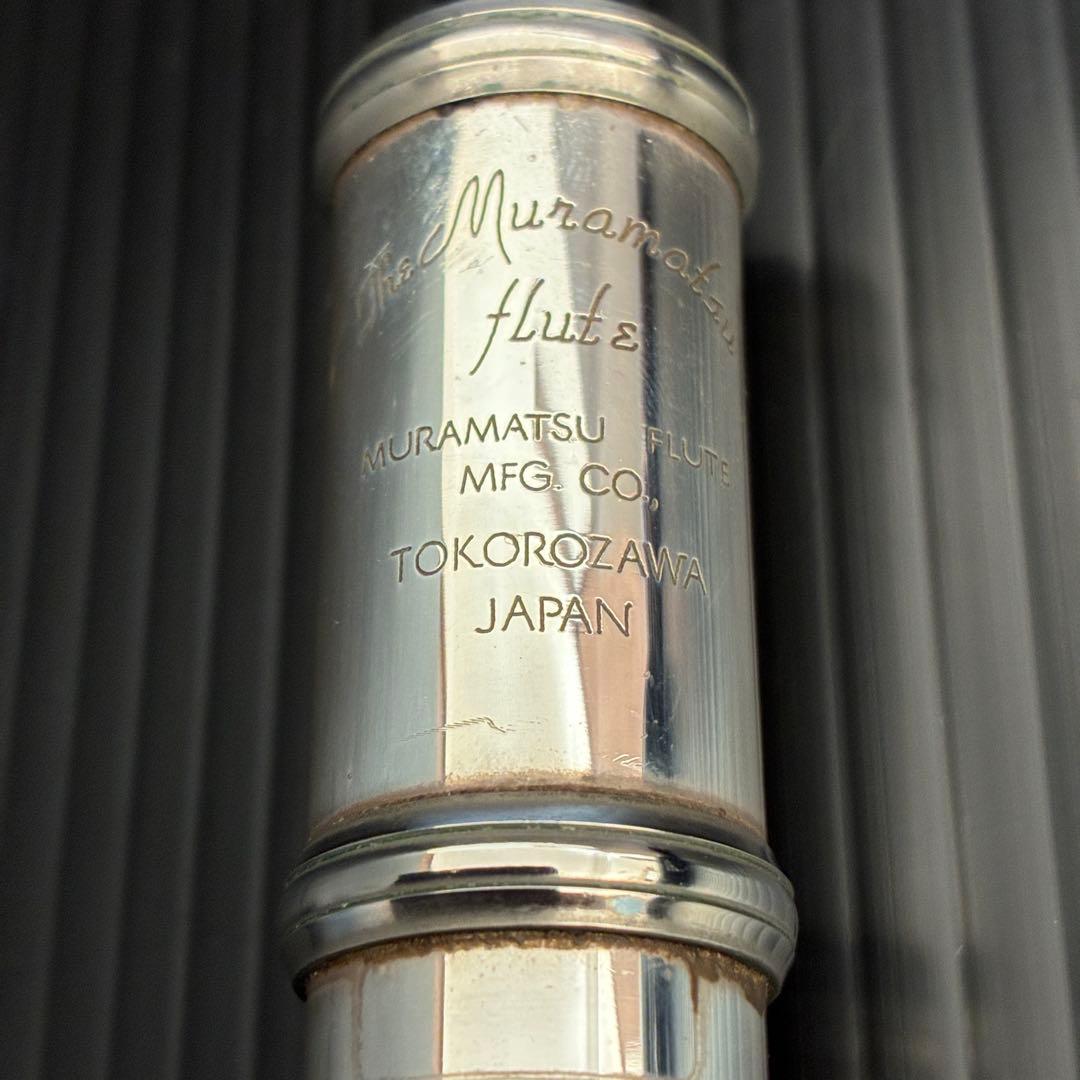 The Muramatsu
flute
MURAMATSU FLUTE
MFG. CO.,
TOKOROZAWA
JAPAN